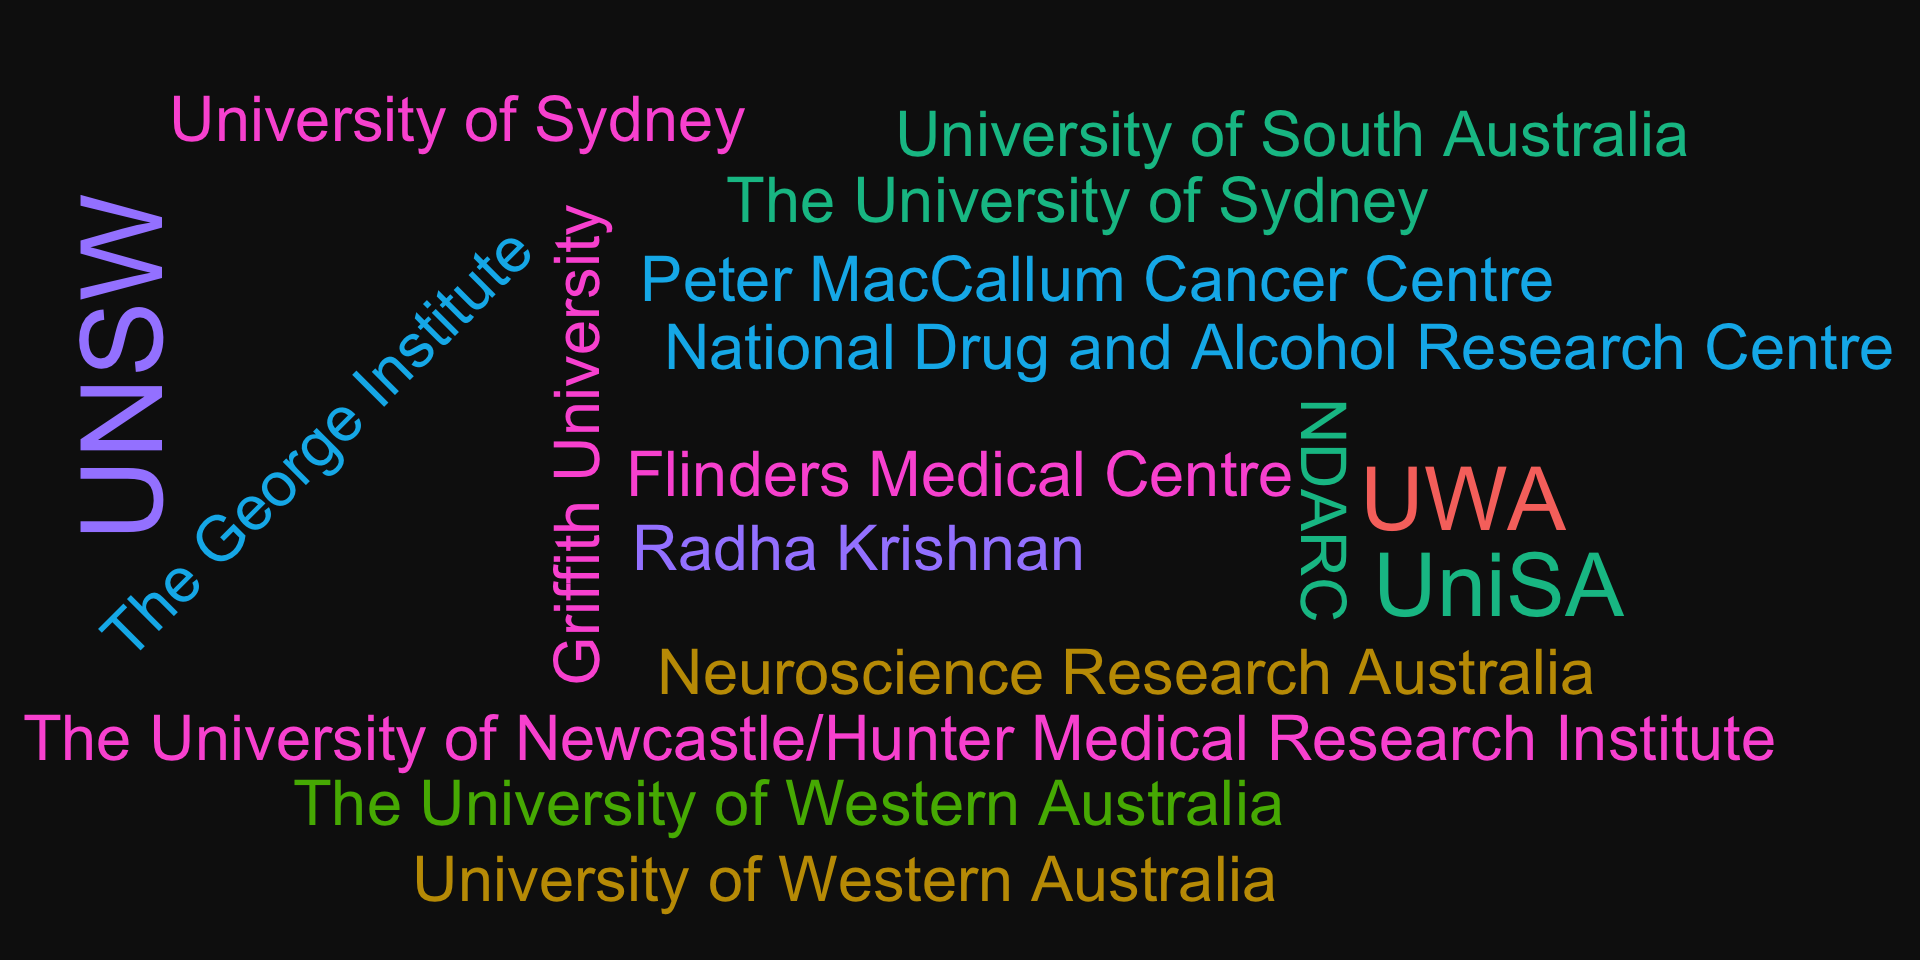 University of Sydney
University of South Australia
The University of Sydney
UNSW
The George Institute
Griffith University
Peter MacCallum Cancer Centre
National Drug and Alcohol Research Centre
Flinders Medical Centre
NDARC
UWA
Radha Krishnan
UniSA
Neuroscience Research Australia
The University of Newcastle/Hunter Medical Research Institute
The University of Western Australia
University of Western Australia